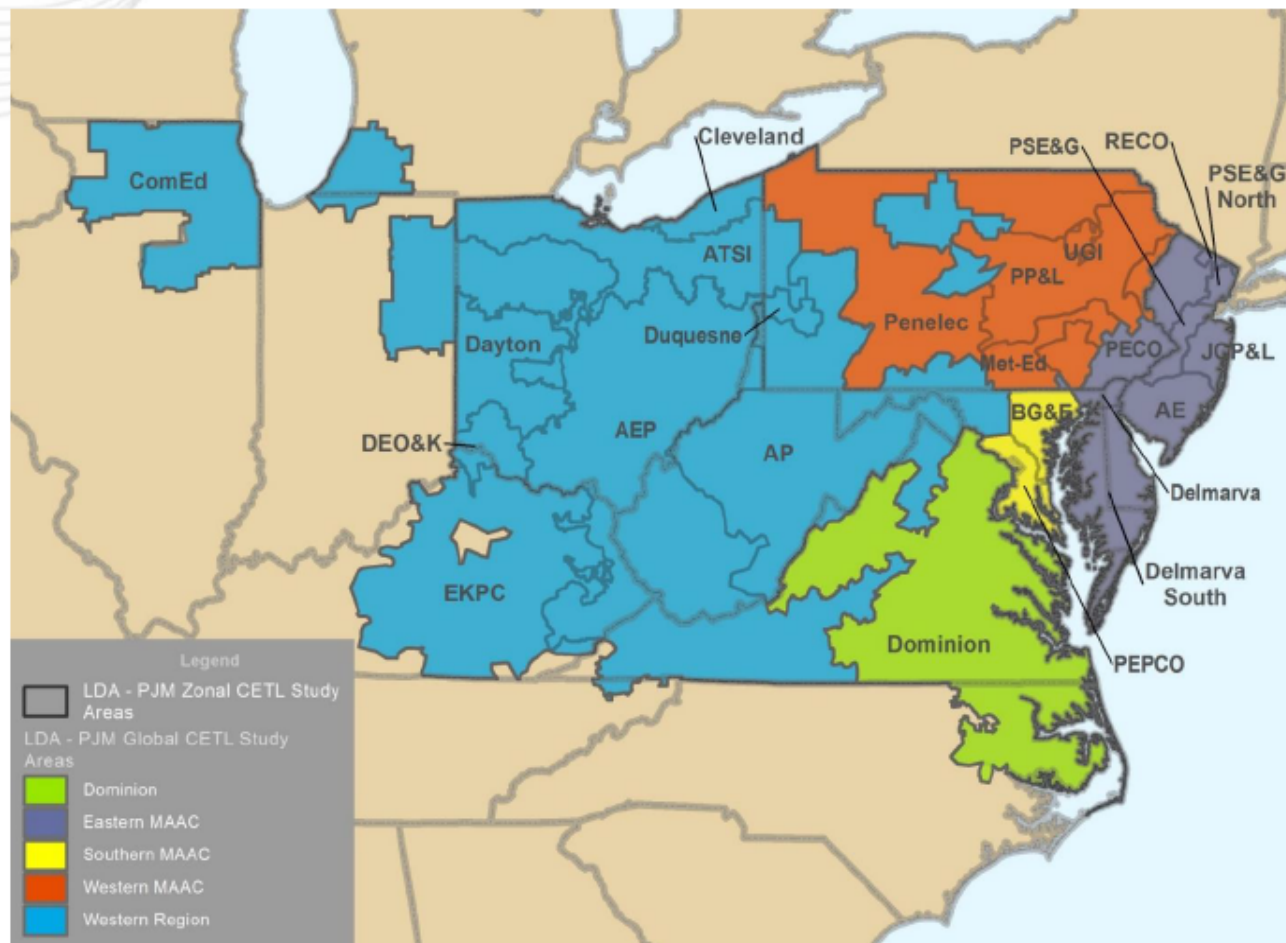 Cleveland
PSE&G
RECO
PSE&G
North
ComEd
ATSI
UGI
PP&L
Duquesne
Penelec
Dayton
Met-Ed
PECO
JCP&L
AE
BG&E
DEO&K
AEP
AP
Delmarva
Delmarva
South
EKPC
Dominion
PEPCO
Legend
LDA - PJM Zonal CETL Study
Areas
LDA - PJM Global CETL Study
Areas
Dominion
Eastern MAAC
Southern MAAC
Western MAAC
Western Region